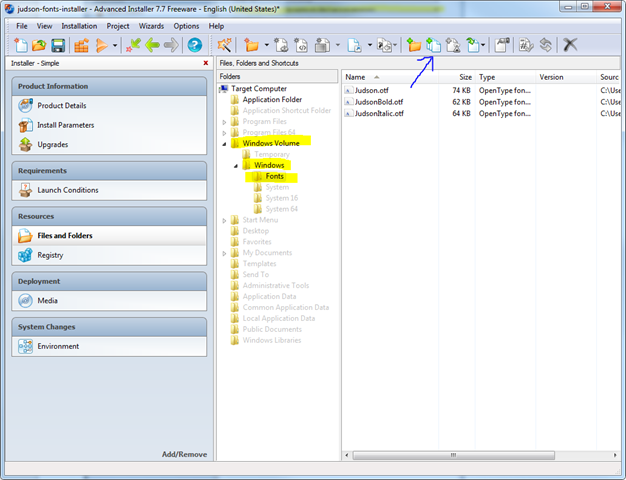 judson-fonts-installer - Advanced Installer 7.7 Freeware - English (United States)*
File View Installation Project Wizards Options Help
Installer - Simple
Product Information
Product Details
Install Parameters
Upgrades
Requirements
Launch Conditions
Resources
Files and Folders
Registry
Deployment
Media
System Changes
Environment
Add/Remove
Files, Folders and Shortcuts
Folders
Target Computer
Application Folder
Application Shortcut Folder
Program Files
Program Files 64
Windows Volume
Temporary
Windows
Fonts
System
System 16
System 64
Start Menu
Desktop
Favorites
My Documents
Templates
Send To
Administrative Tools
Application Data
Common Application Data
Local Application Data
Public Documents
Windows Libraries
Name Size Type Version Sourc
Judson.otf 74 KB OpenType fon... C:\Use
JudsonBold.otf 62 KB OpenType fon... C:\Use
JudsonItalic.otf 64 KB OpenType fon... C:\Use